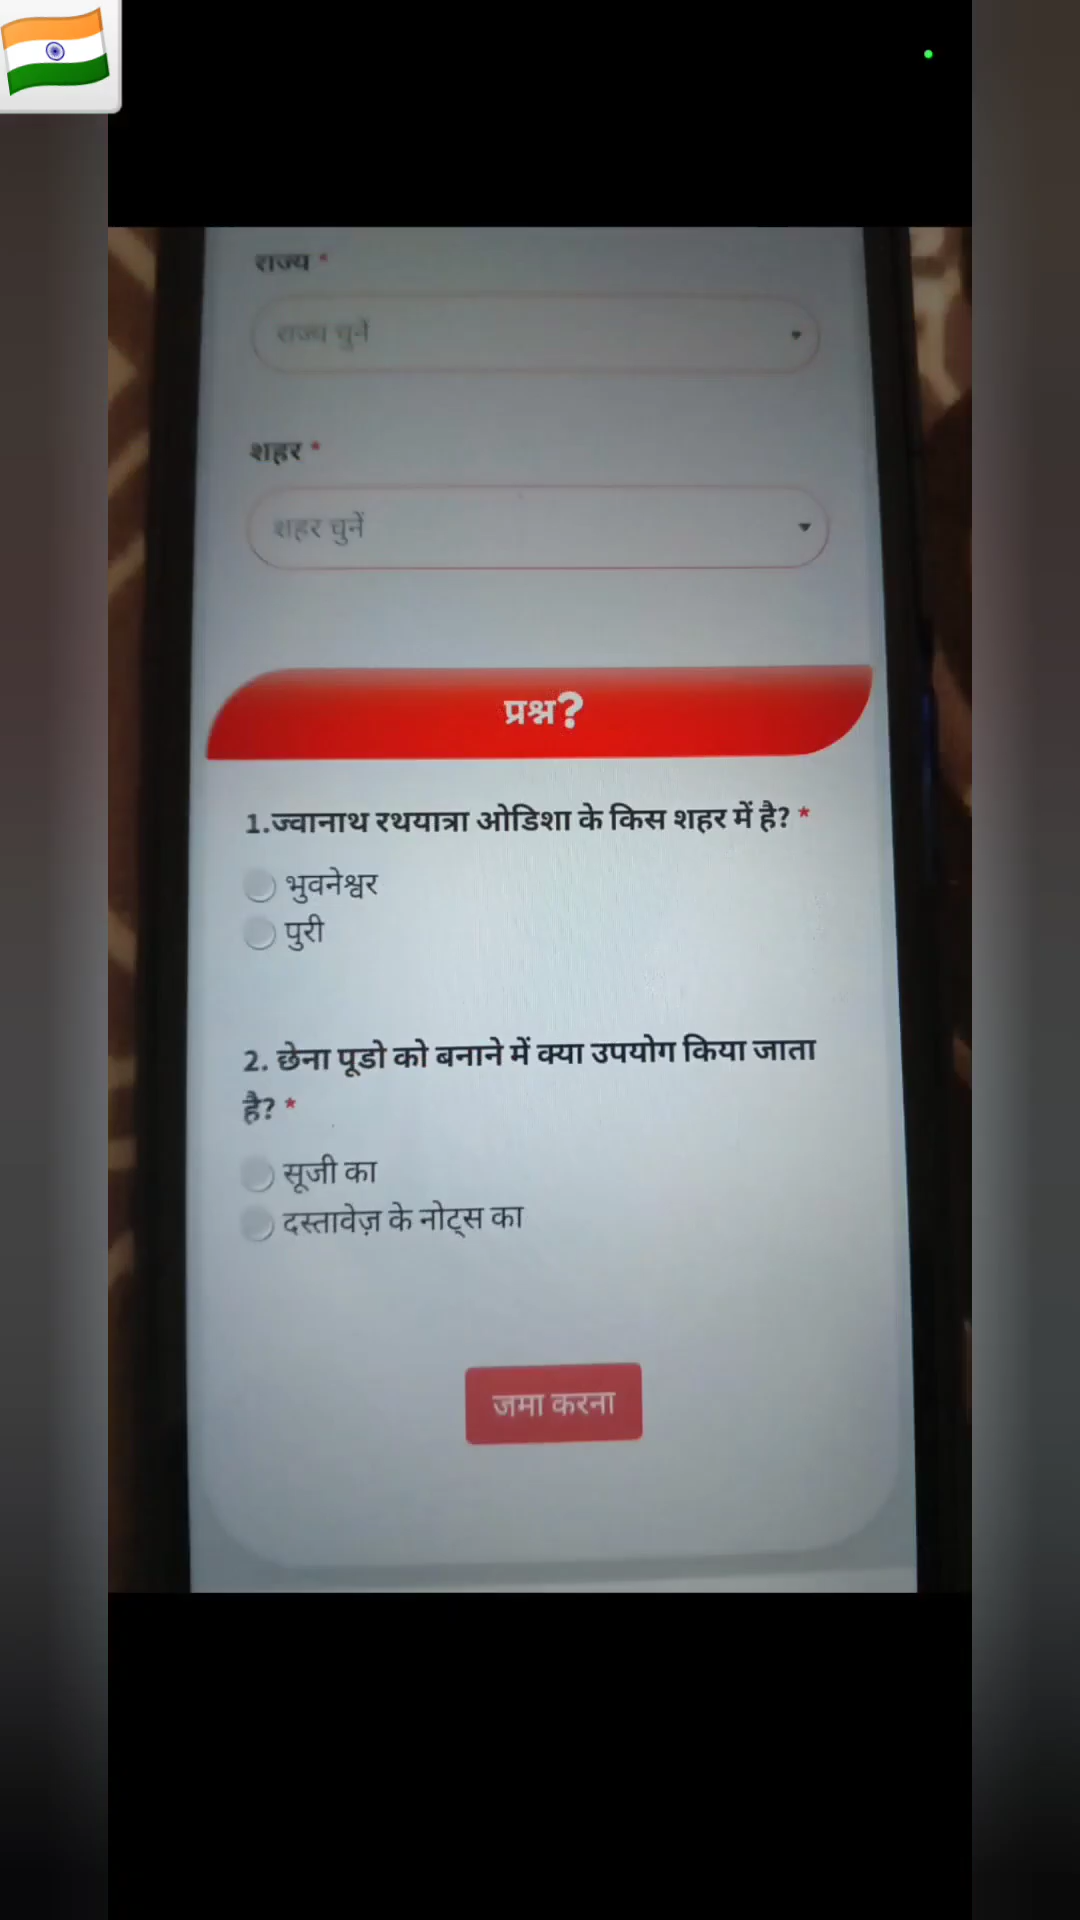 राज्य *
राज्य चुनें
शहर *
शहर चुनें
प्रश्न?
1.ज्वानाथ रथयात्रा ओडिशा के किस शहर में है? *
भुवनेश्वर
पुरी
2. छेना पूडो को बनाने में क्या उपयोग किया जाता
है? *
सूजी का
दस्तावेज़ के नोट्स का
जमा करना